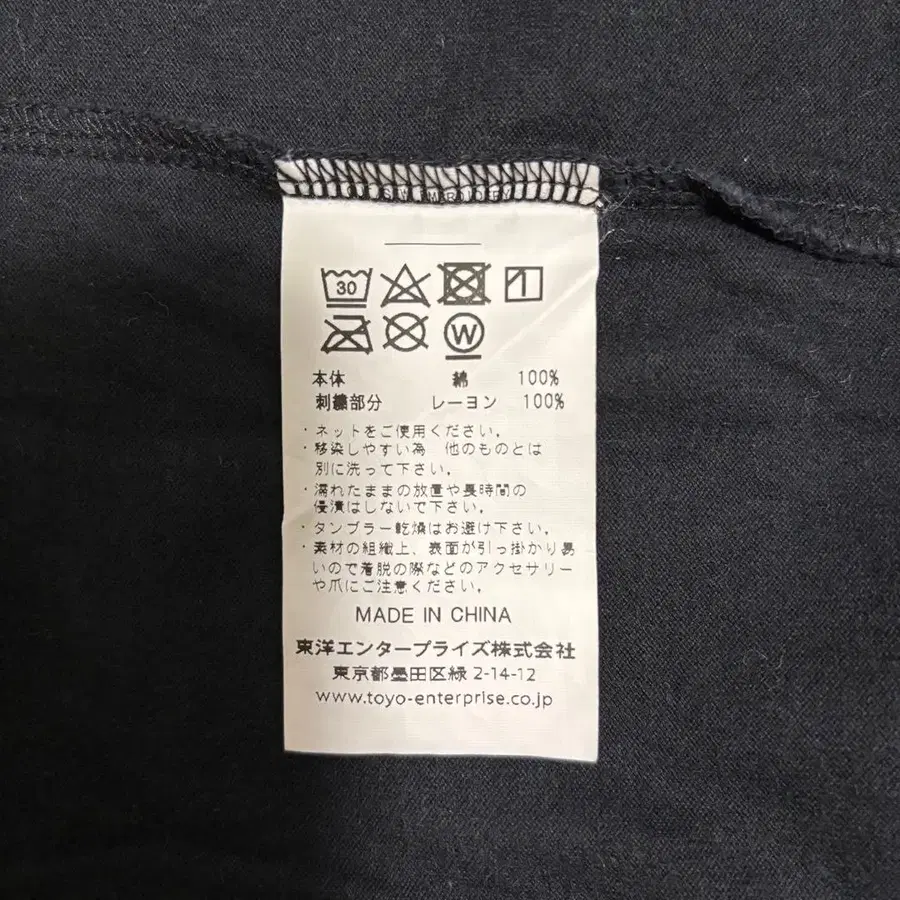 30
W
本体 綿 100%
刺繍部分 レーヨン 100%
・ネットをご使用ください。
・移染しやすい為 他のものとは
別に洗って下さい。
・濡れたままの放置や長時間の
浸漬はしないで下さい。
・タンブラー乾燥はお避け下さい。
・素材の組織上、表面が引っ掛かり易
いので着脱の際などのアクセサリー
や爪にご注意ください。
MADE IN CHINA
東洋エンタープライズ株式会社
東京都墨田区緑 2-14-12
www.toyo-enterprise.co.jp